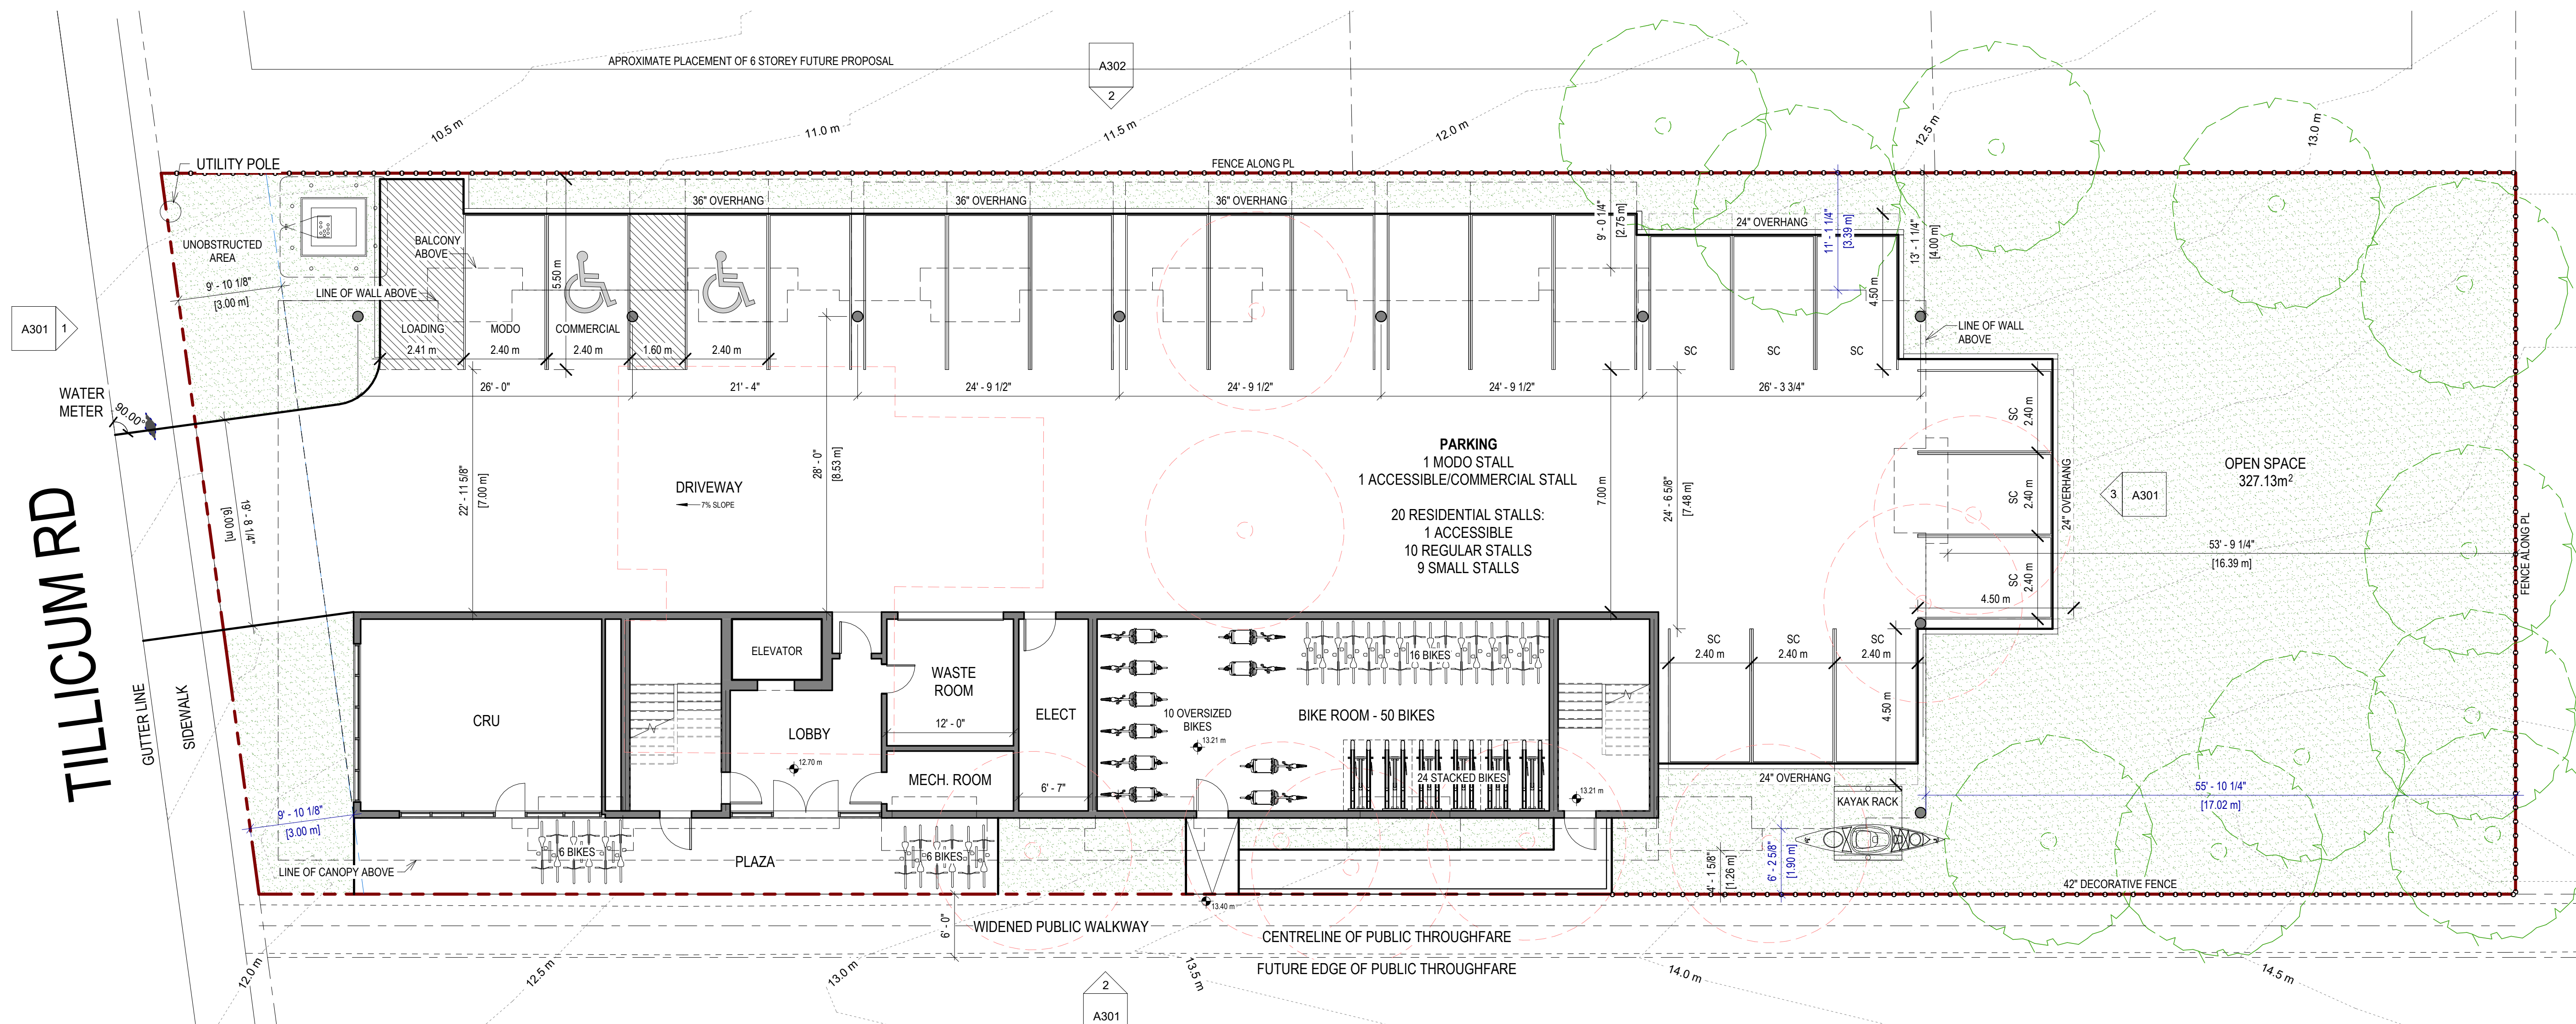 APROXIMATE PLACEMENT OF 6 STOREY FUTURE PROPOSAL
A302
2
10.5 m
11.0 m
11.5 m
12.0 m
12.5 m
13.0 m
UTILITY POLE
FENCE ALONG PL
36" OVERHANG
36" OVERHANG
36" OVERHANG
24" OVERHANG
9' - 0 1/4"
[2.75 m]
11' - 1 1/4"
[3.39 m]
13' - 1 1/4"
[4.00 m]
UNOBSTRUCTED
AREA
9' - 10 1/8"
[3.00 m]
BALCONY
ABOVE
LINE OF WALL ABOVE
5.50 m
4.50 m
A301
1
LOADING
MODO
COMMERCIAL
2.41 m
2.40 m
2.40 m
1.60 m
2.40 m
SC
SC
SC
LINE OF WALL
ABOVE
26' - 0"
21' - 4"
24' - 9 1/2"
24' - 9 1/2"
24' - 9 1/2"
26' - 3 3/4"
WATER
METER
90.00°
SC
2.40 m
SC
2.40 m
SC
2.40 m
4.50 m
24" OVERHANG
3
A301
OPEN SPACE
327.13m²
19' - 8 1/4"
[6.00 m]
22' - 11 5/8"
[7.00 m]
DRIVEWAY
7% SLOPE
28' - 0"
[8.53 m]
PARKING
1 MODO STALL
1 ACCESSIBLE/COMMERCIAL STALL
20 RESIDENTIAL STALLS:
1 ACCESSIBLE
10 REGULAR STALLS
9 SMALL STALLS
7.00 m
24' - 6 5/8"
[7.48 m]
53' - 9 1/4"
[16.39 m]
FENCE ALONG PL
TILLICUM RD
GUTTER LINE
SIDEWALK
CRU
ELEVATOR
LOBBY
12.70 m
WASTE
ROOM
12' - 0"
MECH. ROOM
ELECT
6' - 7"
10 OVERSIZED
BIKES
13.21 m
16 BIKES
BIKE ROOM - 50 BIKES
24 STACKED BIKES
13.21 m
SC
SC
SC
2.40 m
2.40 m
2.40 m
4.50 m
24" OVERHANG
KAYAK RACK
55' - 10 1/4"
[17.02 m]
9' - 10 1/8"
[3.00 m]
LINE OF CANOPY ABOVE
6 BIKES
PLAZA
6 BIKES
4' - 1 5/8"
[1.26 m]
6' - 2 5/8"
[1.90 m]
42" DECORATIVE FENCE
13.40 m
6' - 0"
WIDENED PUBLIC WALKWAY
CENTRELINE OF PUBLIC THROUGHFARE
FUTURE EDGE OF PUBLIC THROUGHFARE
12.0 m
12.5 m
13.0 m
13.5 m
14.0 m
14.5 m
2
A301